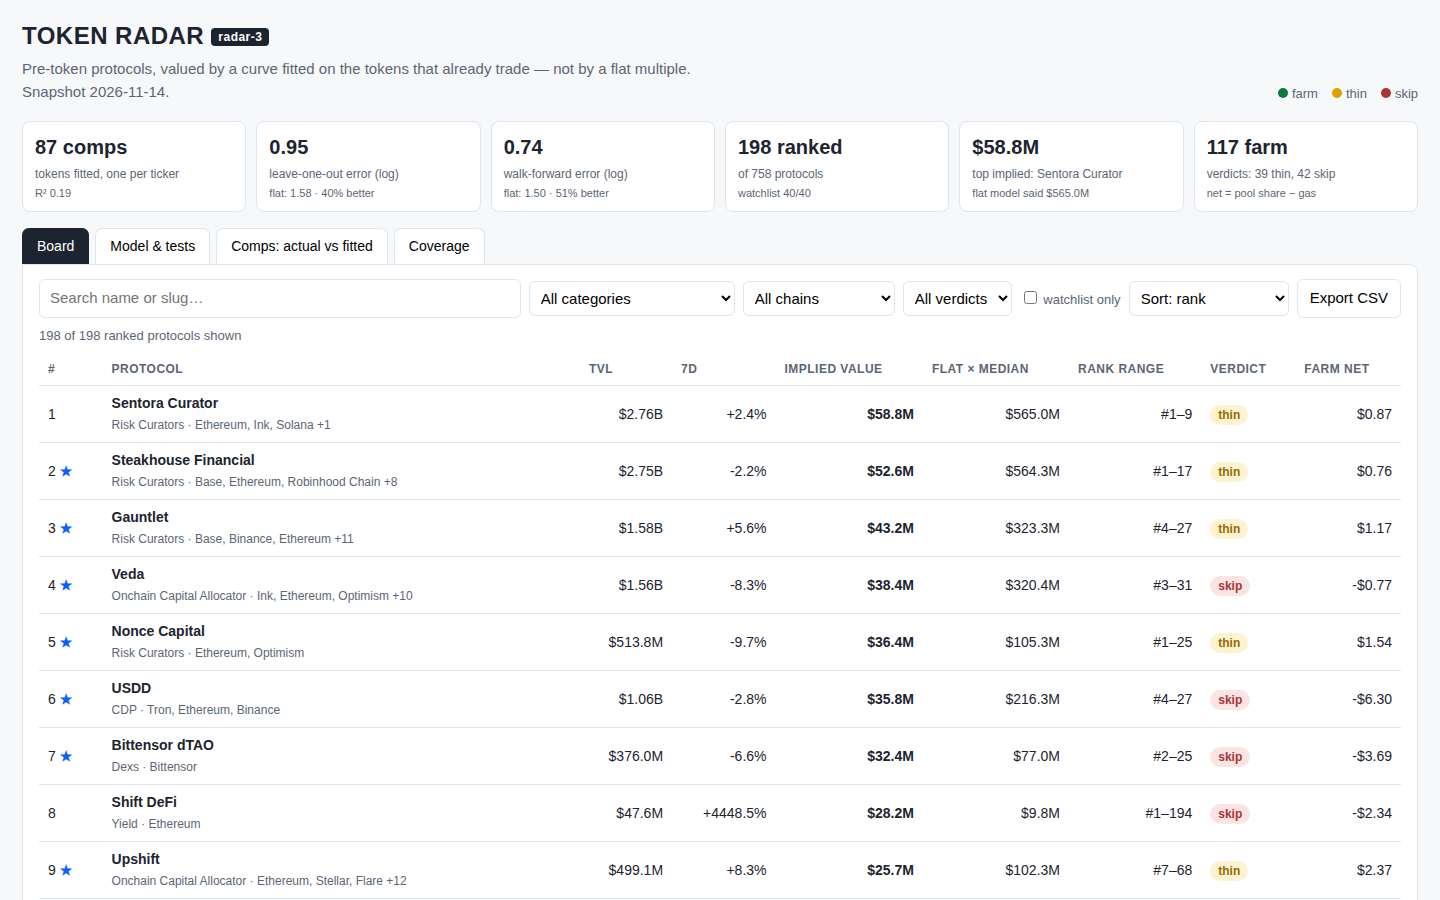 TOKEN RADAR radar-3
Pre-token protocols, valued by a curve fitted on the tokens that already trade — not by a flat multiple.
Snapshot 2026-11-14.
farm thin skip
87 comps
tokens fitted, one per ticker
R² 0.19
0.95
leave-one-out error (log)
flat: 1.58 · 40% better
0.74
walk-forward error (log)
flat: 1.50 · 51% better
198 ranked
of 758 protocols
watchlist 40/40
$58.8M
top implied: Sentora Curator
flat model said $565.0M
117 farm
verdicts: 39 thin, 42 skip
net = pool share − gas
Board Model & tests Comps: actual vs fitted Coverage
Search name or slug… All categories All chains All verdicts watchlist only Sort: rank Export CSV
198 of 198 ranked protocols shown
# PROTOCOL TVL 7D IMPLIED VALUE FLAT × MEDIAN RANK RANGE VERDICT FARM NET
1 Sentora Curator $2.76B +2.4% $58.8M $565.0M #1–9 thin $0.87
Risk Curators · Ethereum, Ink, Solana +1
2 ★ Steakhouse Financial $2.75B -2.2% $52.6M $564.3M #1–17 thin $0.76
Risk Curators · Base, Ethereum, Robinhood Chain +8
3 ★ Gauntlet $1.58B +5.6% $43.2M $323.3M #4–27 thin $1.17
Risk Curators · Base, Binance, Ethereum +11
4 ★ Veda $1.56B -8.3% $38.4M $320.4M #3–31 skip -$0.77
Onchain Capital Allocator · Ink, Ethereum, Optimism +10
5 ★ Nonce Capital $513.8M -9.7% $36.4M $105.3M #1–25 thin $1.54
Risk Curators · Ethereum, Optimism
6 ★ USDD $1.06B -2.8% $35.8M $216.3M #4–27 skip -$6.30
CDP · Tron, Ethereum, Binance
7 ★ Bittensor dTAO $376.0M -6.6% $32.4M $77.0M #2–25 skip -$3.69
Dexs · Bittensor
8 Shift DeFi $47.6M +4448.5% $28.2M $9.8M #1–194 skip -$2.34
Yield · Ethereum
9 ★ Upshift $499.1M +8.3% $25.7M $102.3M #7–68 thin $2.37
Onchain Capital Allocator · Ethereum, Stellar, Flare +12